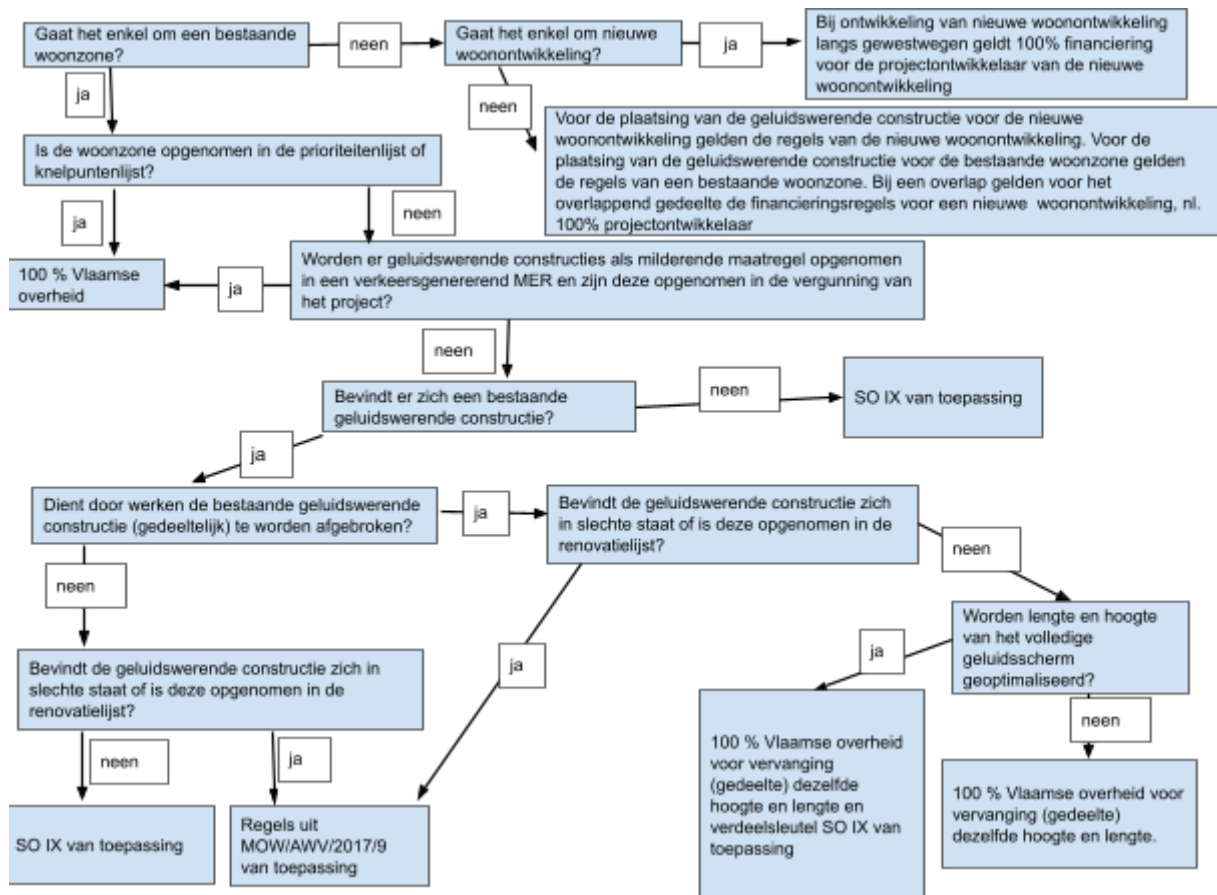 Gaat het enkel om een bestaande
woonzone?
neen
Gaat het enkel om nieuwe
woonontwikkeling?
ja
Bij ontwikkeling van nieuwe woonontwikkeling
langs gewestwegen geldt 100% financiering
voor de projectontwikkelaar van de nieuwe
woonontwikkeling
ja
neen
Voor de plaatsing van de geluidswerende constructie voor de nieuwe
woonontwikkeling gelden de regels van de nieuwe woonontwikkeling. Voor de
plaatsing van de geluidswerende constructie voor de bestaande woonzone gelden
de regels van een bestaande woonzone. Bij een overlap gelden voor het
overlappend gedeelte de financieringsregels voor een nieuwe woonontwikkeling, nl.
100% projectontwikkelaar
Is de woonzone opgenomen in de prioriteitenlijst of
knelpuntenlijst?
ja
neen
100 % Vlaamse
overheid
ja
Worden er geluidswerende constructies als milderende maatregel opgenomen
in een verkeersgenererend MER en zijn deze opgenomen in de vergunning van
het project?
neen
Bevindt er zich een bestaande
geluidswerende constructie?
neen
SO IX van toepassing
ja
Dient door werken de bestaande geluidswerende
constructie (gedeeltelijk) te worden afgebroken?
ja
Bevindt de geluidswerende constructie zich
in slechte staat of is deze opgenomen in de
renovatielijst?
neen
neen
Worden lengte en hoogte
van het volledige
geluidsscherm
geoptimaliseerd?
ja
ja
neen
Bevindt de geluidswerende constructie zich in
slechte staat of is deze opgenomen in de
renovatielijst?
neen
ja
SO IX van toepassing
Regels uit
MOW/AWV/2017/9
van toepassing
100 % Vlaamse overheid
voor vervanging
(gedeelte) dezelfde
hoogte en lengte en
verdeelsleutel SO IX van
toepassing
100 % Vlaamse overheid voor
vervanging (gedeelte)
dezelfde hoogte en lengte.